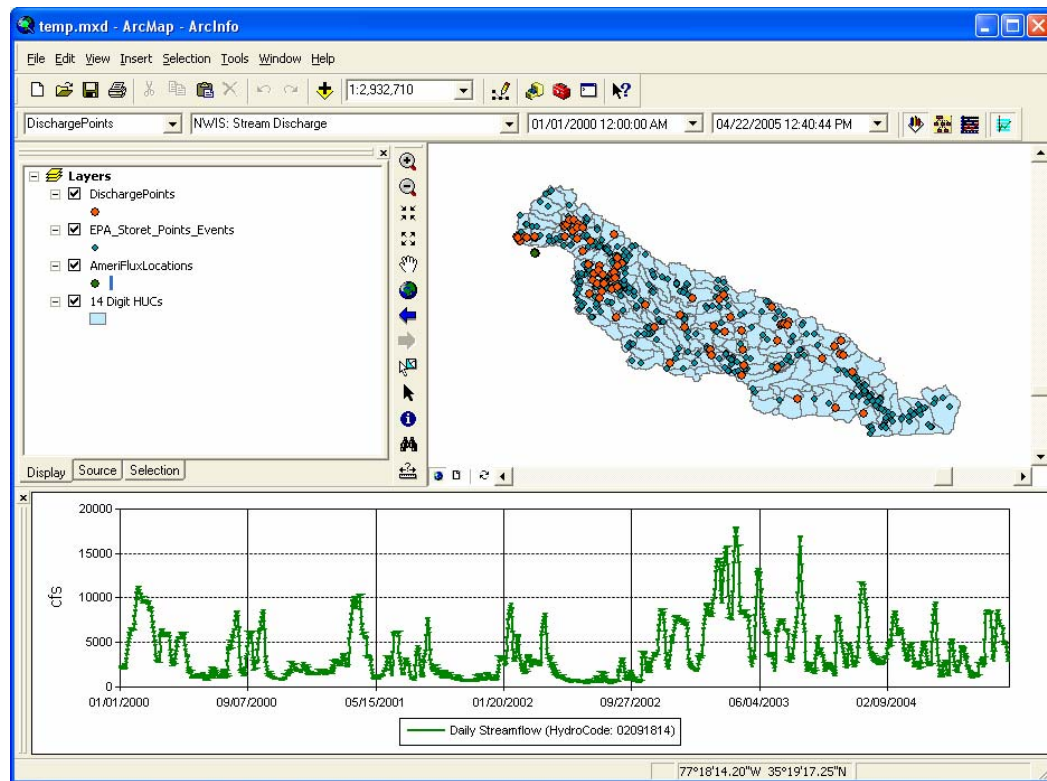 temp.mxd - ArcMap - ArcInfo
File Edit View Insert Selection Tools Window Help
1:2,932,710
DischargePoints NWIS: Stream Discharge 01/01/2000 12:00:00 AM 04/22/2005 12:40:44 PM
Layers
DischargePoints
EPA_Storet_Points_Events
AmeriFluxLocations
14 Digit HUCs
Display Source Selection
20000
15000
10000
5000
0
cfs
01/01/2000 09/07/2000 05/15/2001 01/20/2002 09/27/2002 06/04/2003 02/09/2004
Daily Streamflow (HydroCode: 02091814)
77°18'14.20"W 35°19'17.25"N